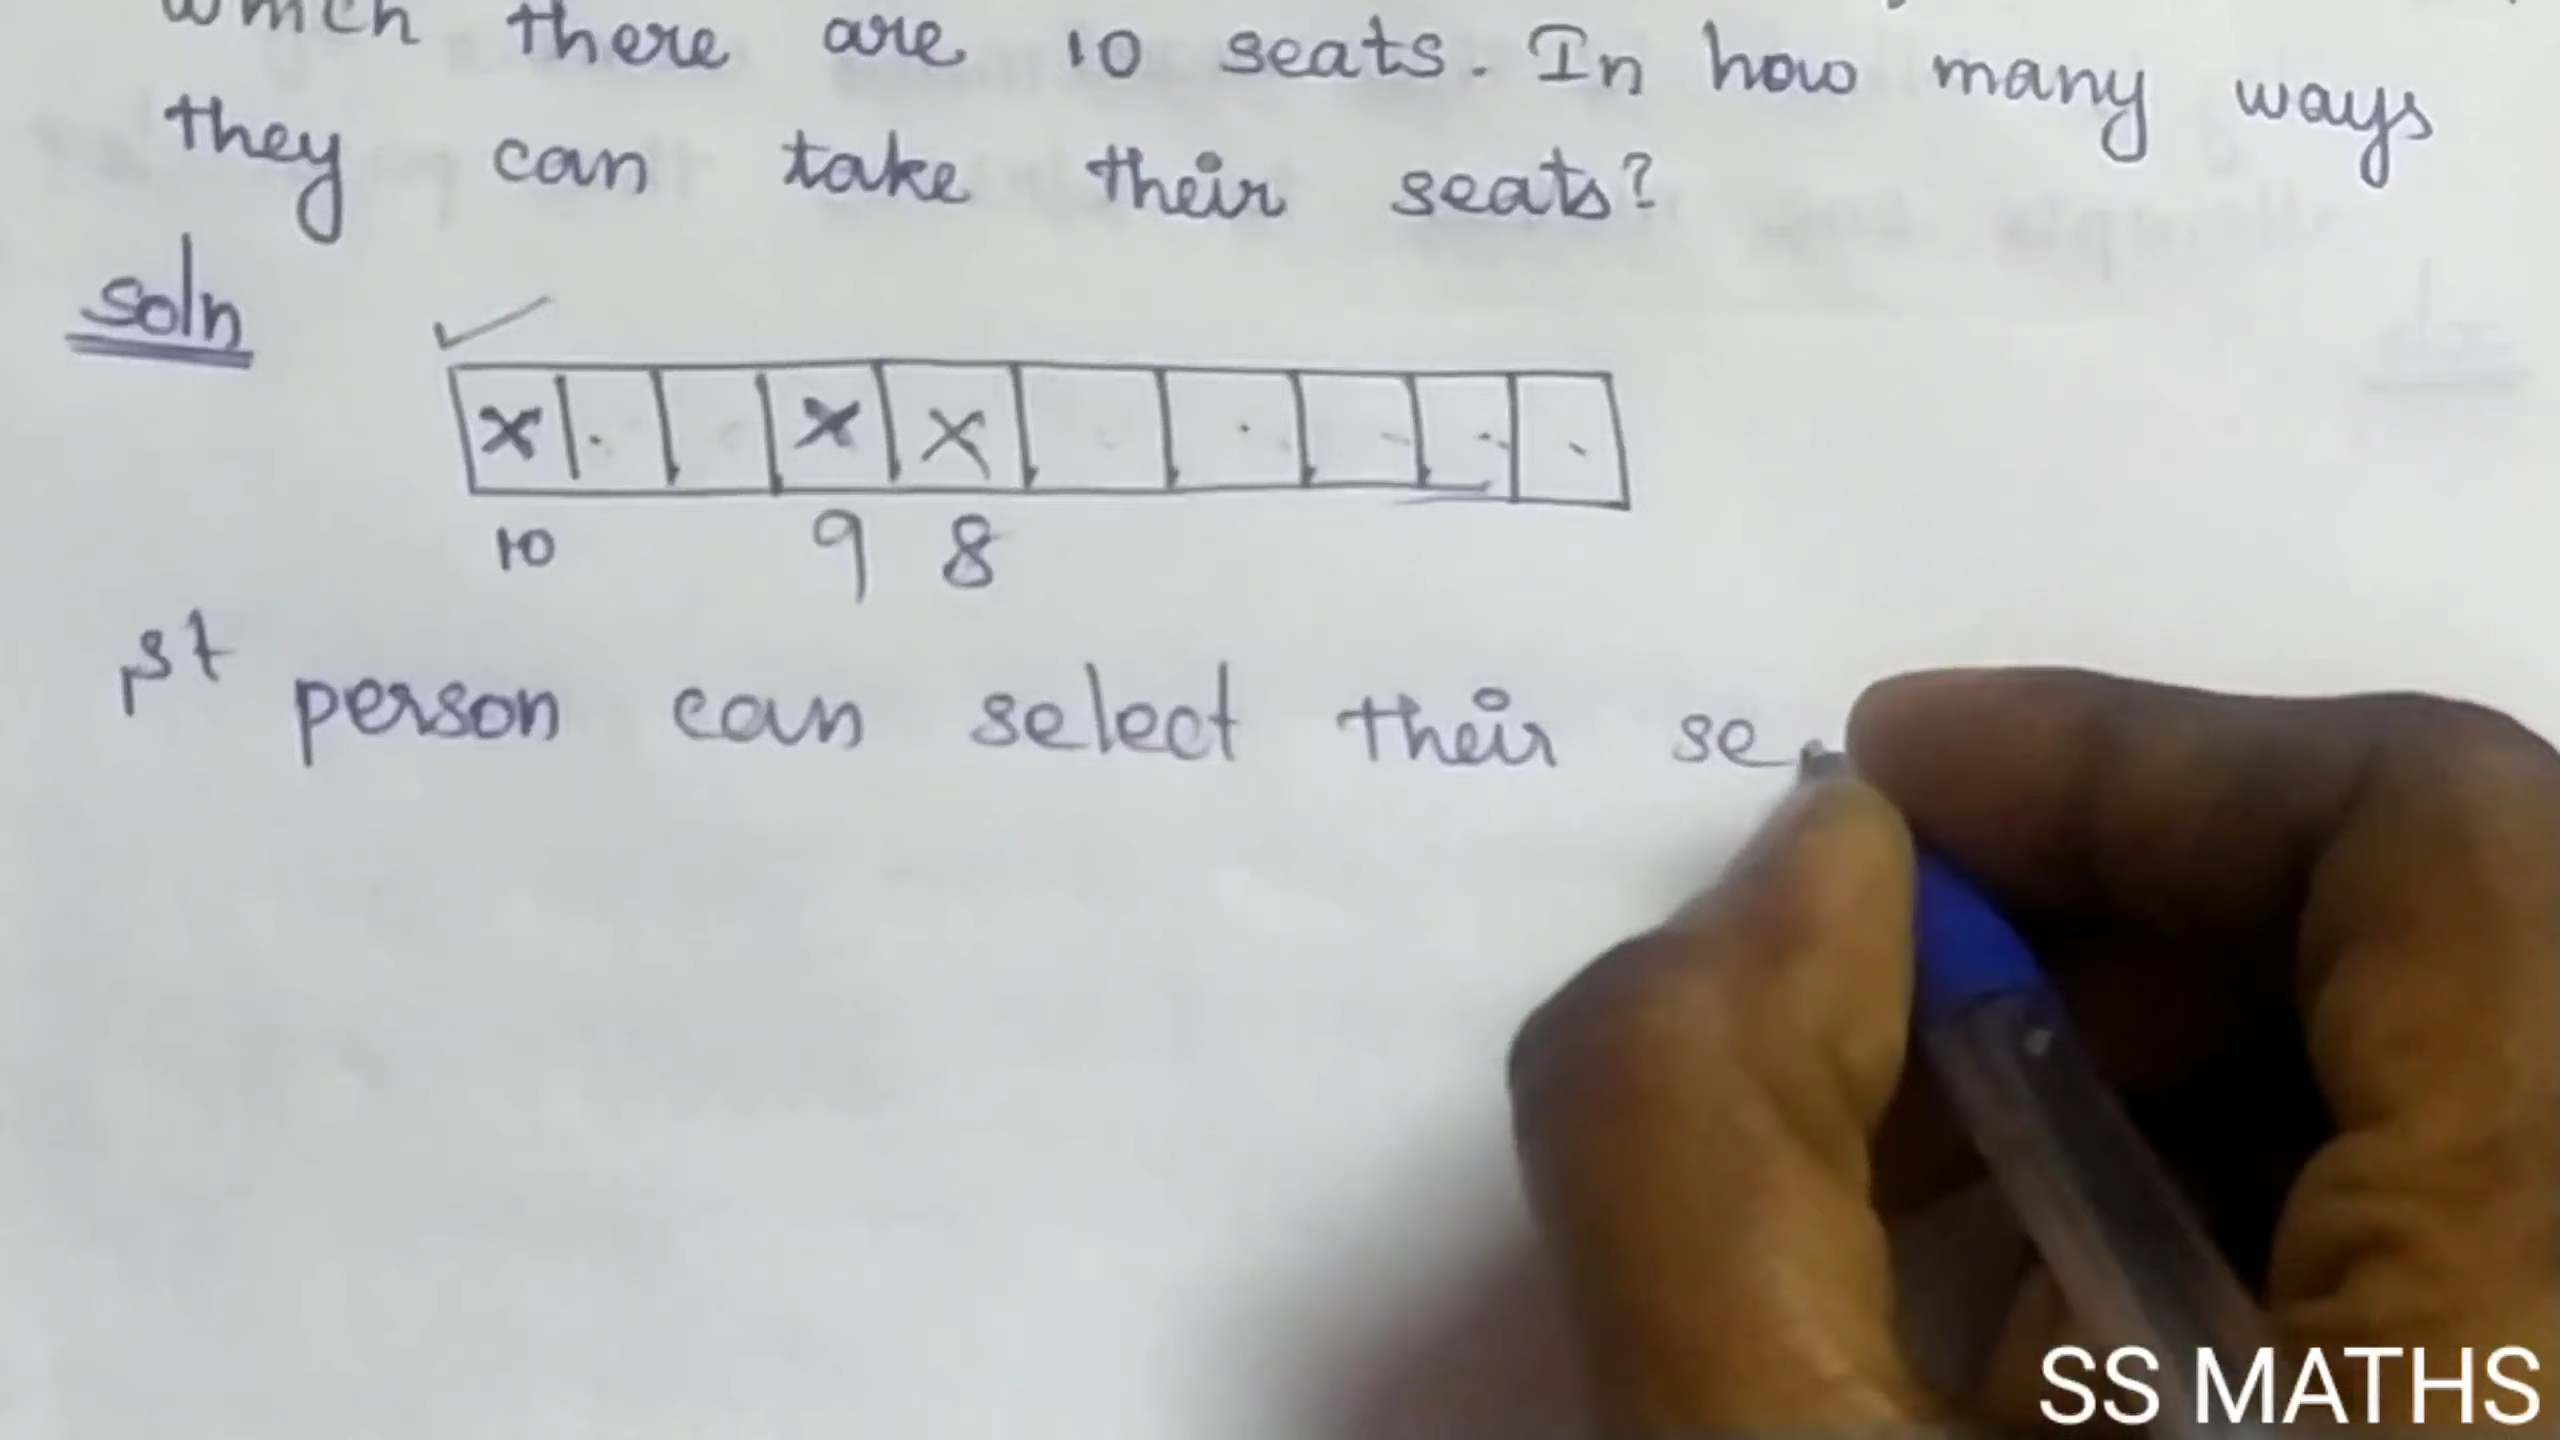 which there are 10 seats. In how many ways
they can take their seats?
soln
x x x
10 9 8
1st person can select their se
SS MATHS